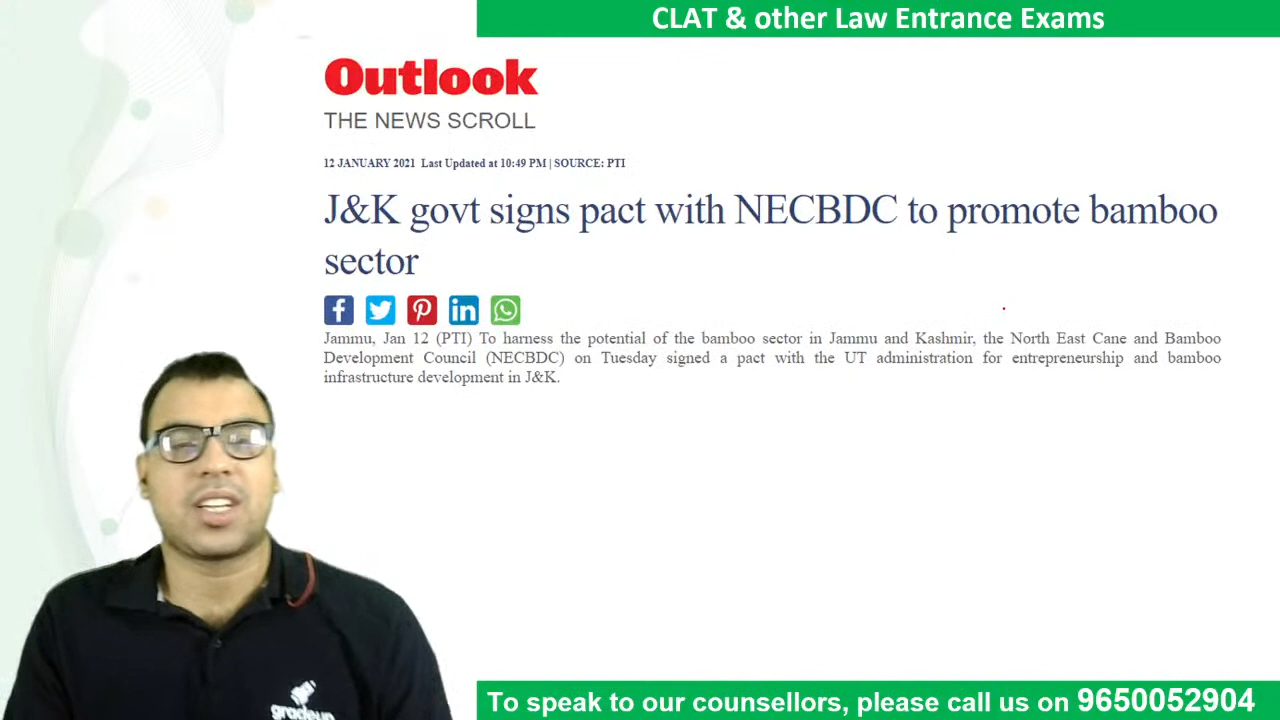 CLAT & other Law Entrance Exams
Outlook
THE NEWS SCROLL
12 JANUARY 2021 Last Updated at 10:49 PM | SOURCE: PTI
J&K govt signs pact with NECBDC to promote bamboo
sector
Jammu, Jan 12 (PTI) To harness the potential of the bamboo sector in Jammu and Kashmir, the North East Cane and Bamboo
Development Council (NECBDC) on Tuesday signed a pact with the UT administration for entrepreneurship and bamboo
infrastructure development in J&K.
gradeup
To speak to our counsellors, please call us on 9650052904